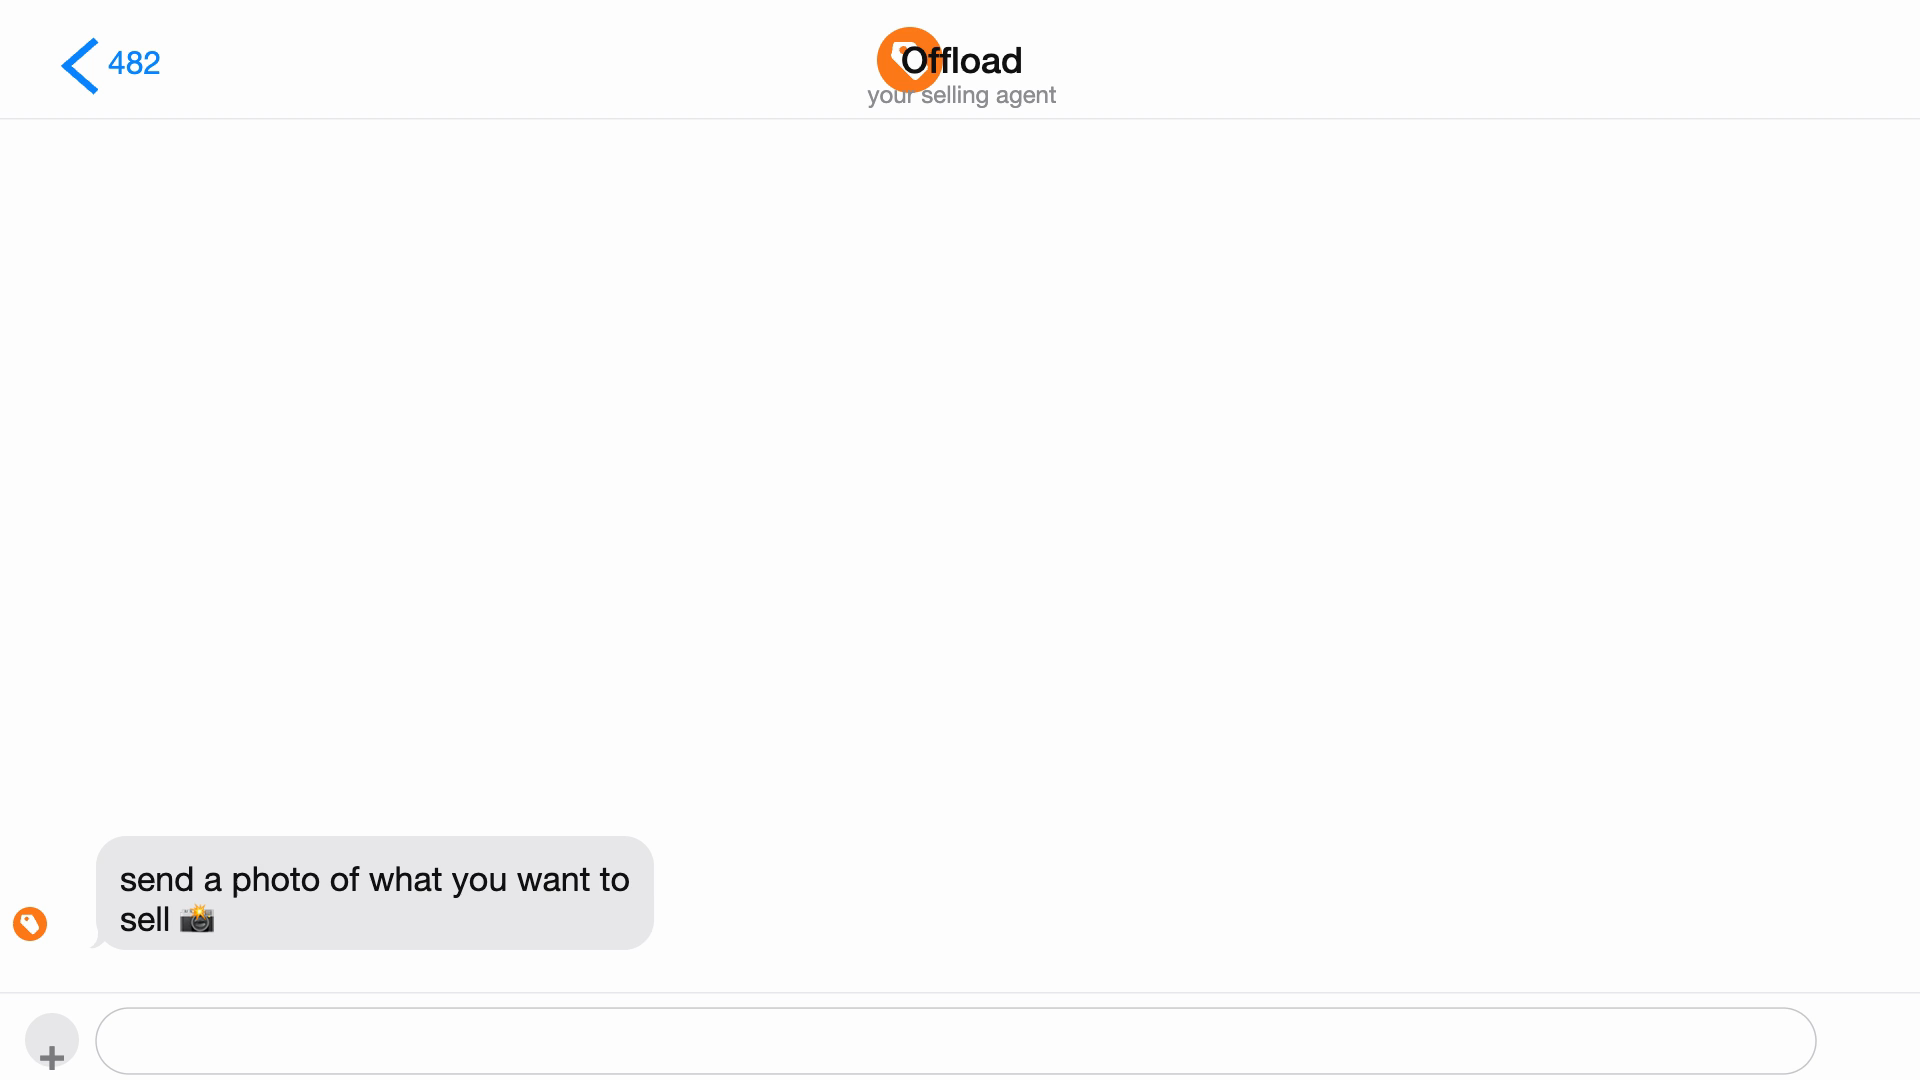 482
Offload
your selling agent
send a photo of what you want to
sell 📸